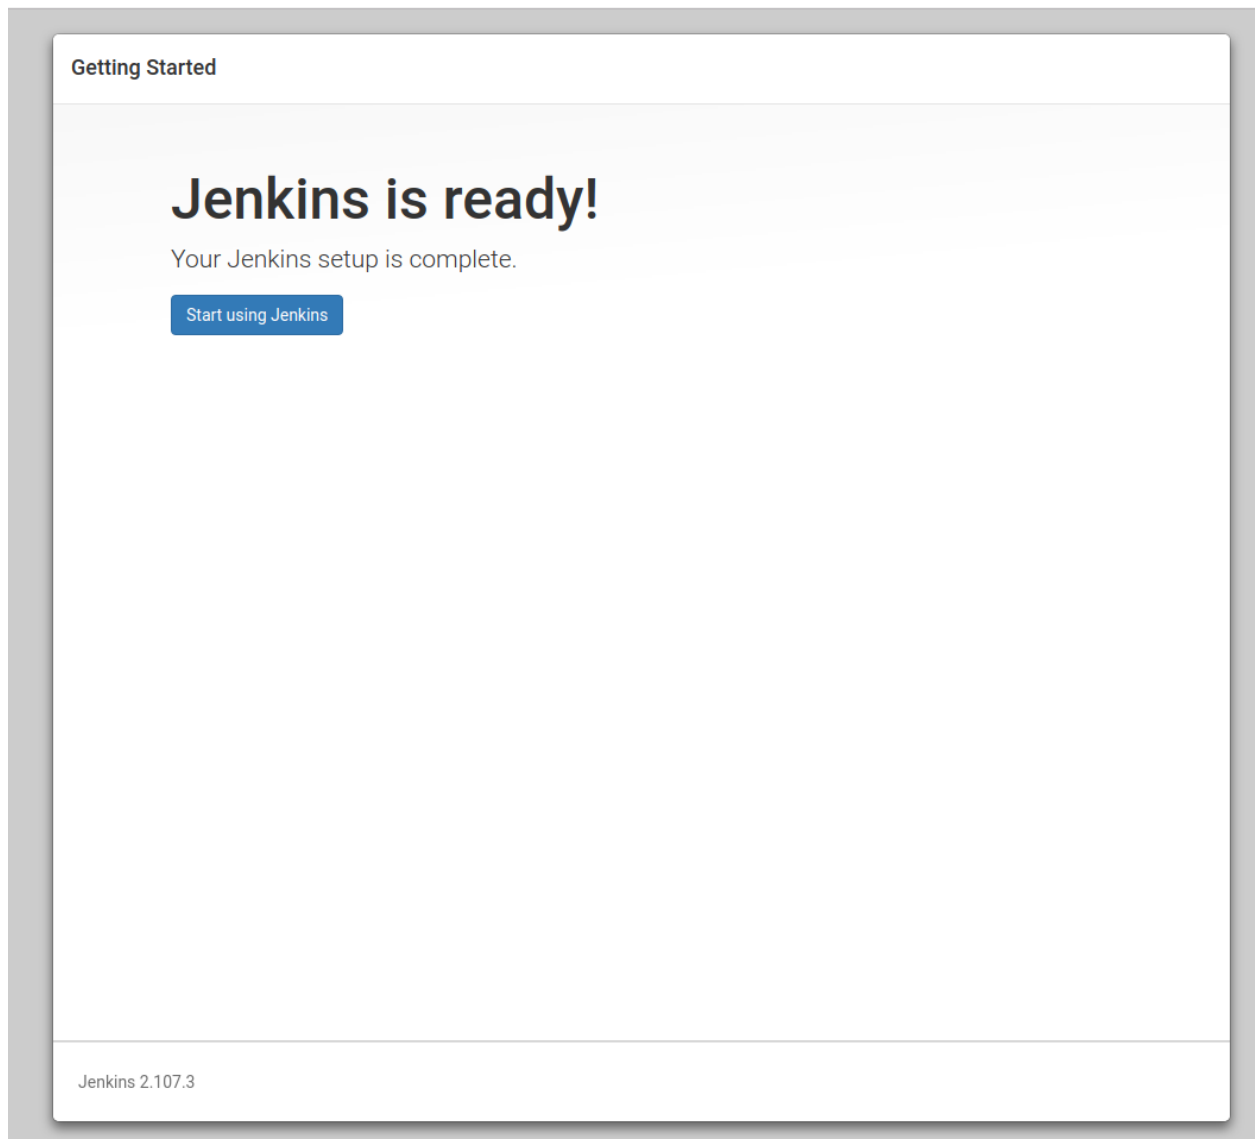 Getting Started
Jenkins is ready!
Your Jenkins setup is complete.
Start using Jenkins
Jenkins 2.107.3